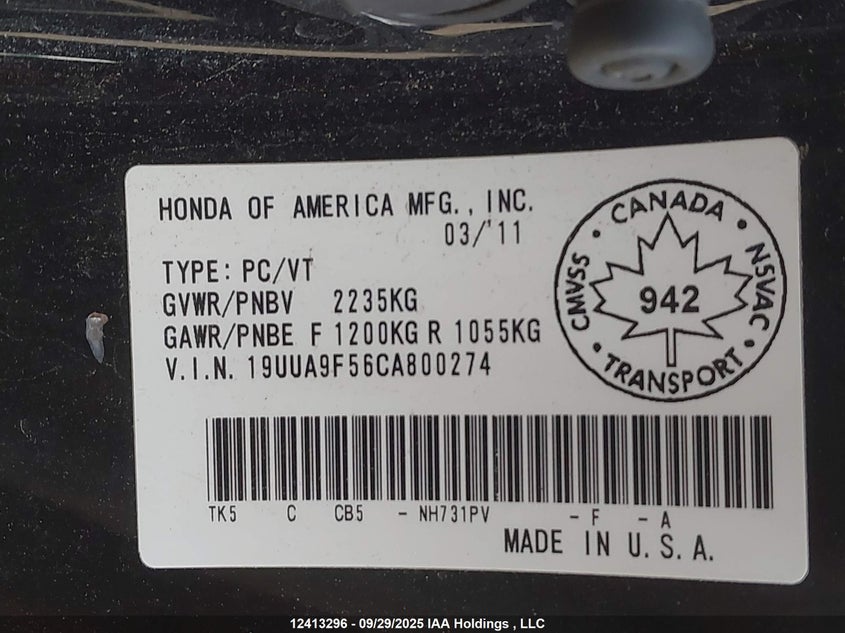 HONDA OF AMERICA MFG., INC.
03/'11
TYPE: PC/VT
GVWR/PNBV 2235KG
GAWR/PNBE F 1200KG R 1055KG
V.I.N. 19UUA9F56CA800274
CANADA
CMVSS
942
NSVAC
TRANSPORT
TK5 C CB5 - NH731PV - F - A
MADE IN U.S.A.
12413296 - 09/29/2025 IAA Holdings , LLC